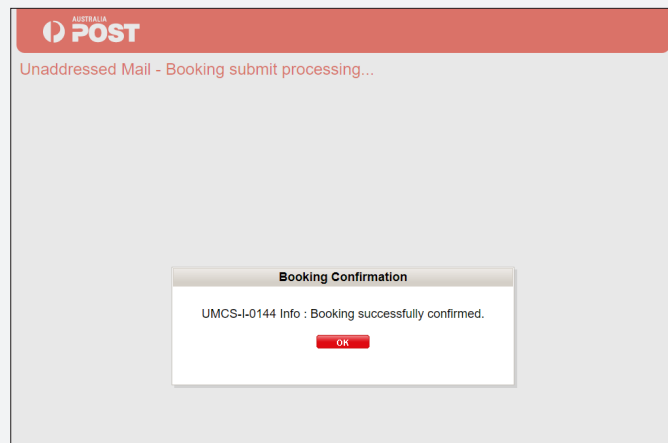 AUSTRALIA
POST
Unaddressed Mail - Booking submit processing...
Booking Confirmation
UMCS-I-0144 Info : Booking successfully confirmed.
OK